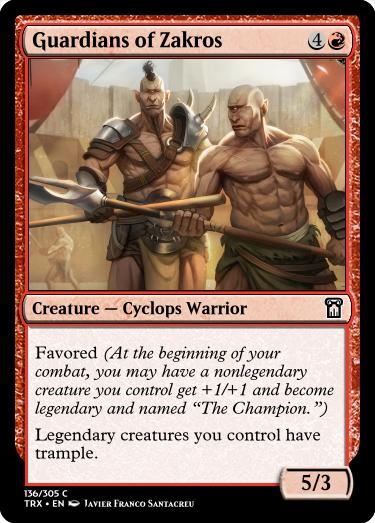 Guardians of Zakros 4
Creature — Cyclops Warrior
Favored (At the beginning of your
combat, you may have a nonlegendary
creature you control get +1/+1 and become
legendary and named “The Champion.”)
Legendary creatures you control have
trample.
5/3
136/305 C
TRX • EN Javier Franco Santacreu